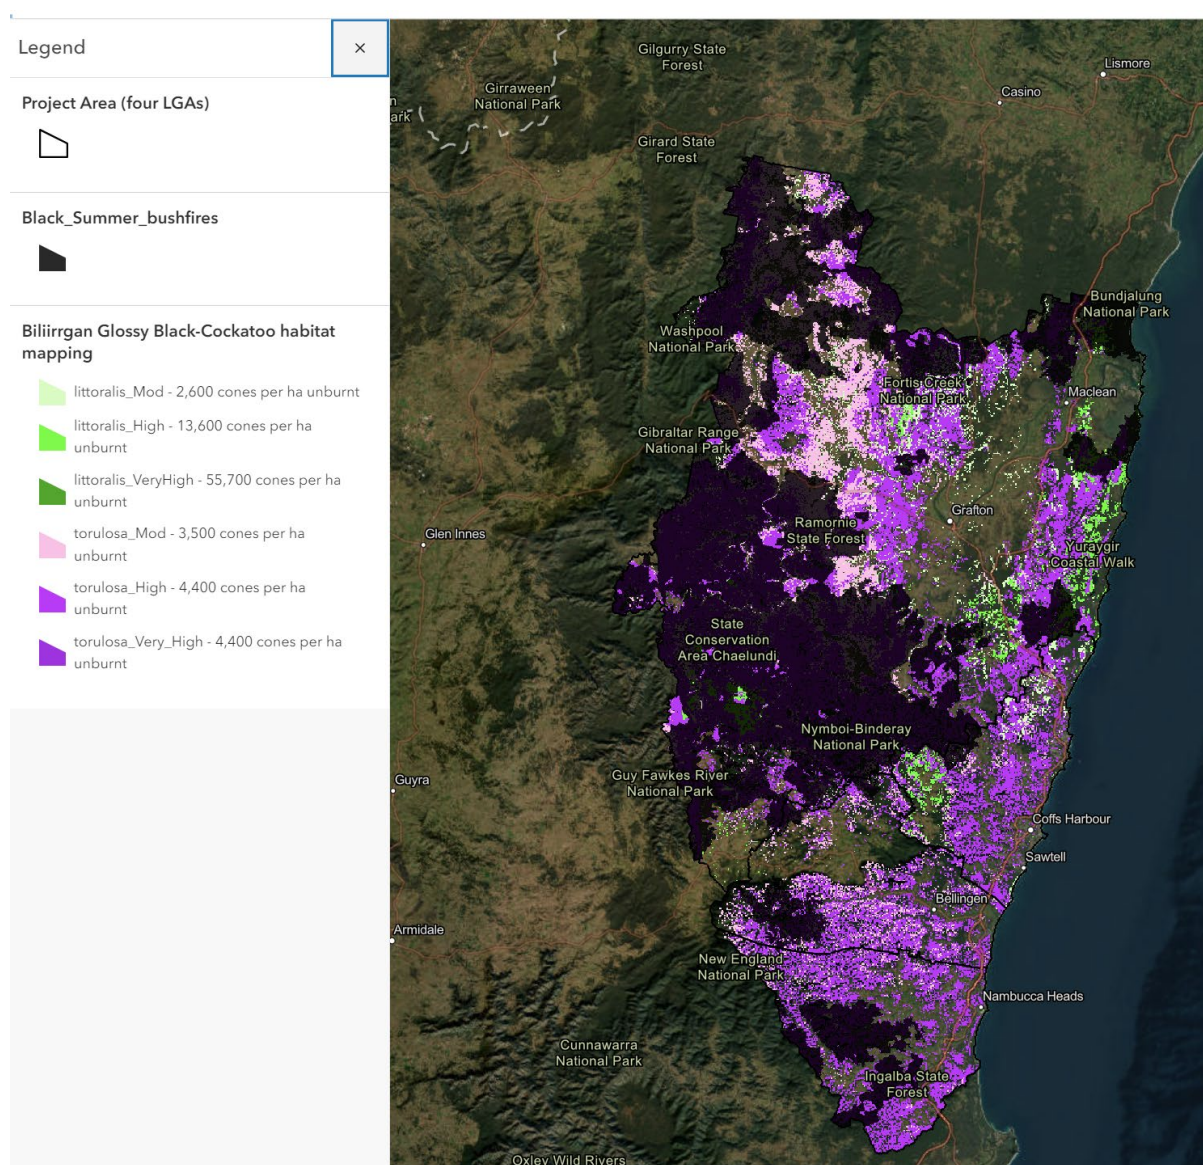 Legend
×
Project Area (four LGAs)
Black_Summer_bushfires
Biliirrgan Glossy Black-Cockatoo habitat
mapping
littoralis_Mod - 2,600 cones per ha unburnt
littoralis_High - 13,600 cones per ha
unburnt
littoralis_VeryHigh - 55,700 cones per ha
unburnt
torulosa_Mod - 3,500 cones per ha
unburnt
torulosa_High - 4,400 cones per ha
unburnt
torulosa_Very_High - 4,400 cones per ha
unburnt
Gilgurry State
Forest
Lismore
Girraween
National Park
Casino
n
ark
Girard State
Forest
Bundjalung
National Park
Washpool
National Park
Fortis Creek
National Park
Maclean
Gibraltar Range
National Park
Grafton
Ramornie
State Forest
Glen Innes
Yuraygir
Coastal Walk
State
Conservation
Area Chaelundi
Nymboi-Binderay
National Park
Guy Fawkes River
National Park
Guyra
Coffs Harbour
Sawtell
Bellingen
Armidale
New England
National Park
Nambucca Heads
Cunnawarra
National Park
Ingalba State
Forest
Oxley Wild Rivers